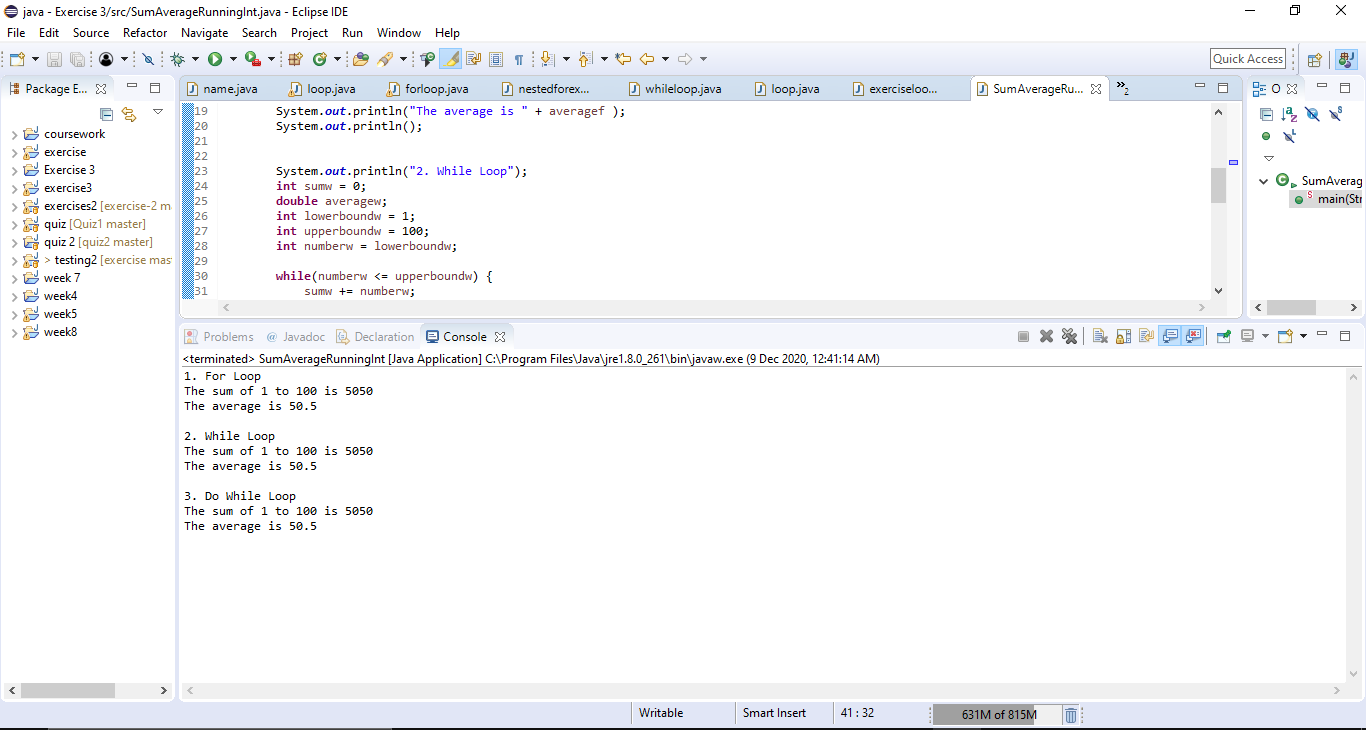 java - Exercise 3/src/SumAverageRunningInt.java - Eclipse IDE
File Edit Source Refactor Navigate Search Project Run Window Help
Quick Access
Package E...
name.java loop.java forloop.java nestedforex... whileloop.java loop.java exerciseloo... SumAverageRu... »2
O
coursework
exercise
Exercise 3
exercise3
exercises2 [exercise-2 m
quiz [Quiz1 master]
quiz 2 [quiz2 master]
> testing2 [exercise mas
week 7
week4
week5
week8
19 System.out.println("The average is " + averagef );
20 System.out.println();
21
22
23 System.out.println("2. While Loop");
24 int sumw = 0;
25 double averagew;
26 int lowerboundw = 1;
27 int upperboundw = 100;
28 int numberw = lowerboundw;
29
30 while(numberw <= upperboundw) {
31 sumw += numberw;
SumAverag
main(Stri
Problems @ Javadoc Declaration Console
<terminated> SumAverageRunningInt [Java Application] C:\Program Files\Java\jre1.8.0_261\bin\javaw.exe (9 Dec 2020, 12:41:14 AM)
1. For Loop
The sum of 1 to 100 is 5050
The average is 50.5
2. While Loop
The sum of 1 to 100 is 5050
The average is 50.5
3. Do While Loop
The sum of 1 to 100 is 5050
The average is 50.5
Writable Smart Insert 41 : 32 631M of 815M